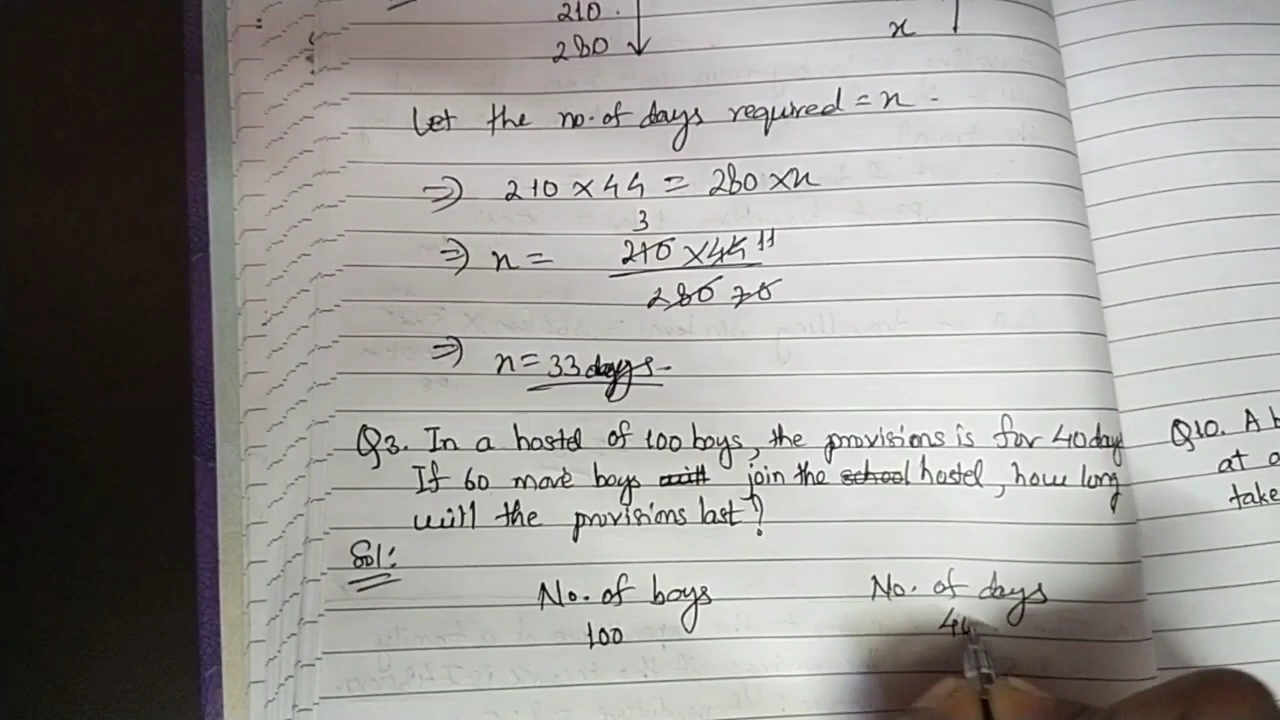 210.
280
x
Let the no. of days required = x.
⇒ 210 × 44 = 280 × x
3
⇒ x = 210 × 44 11
280 70
⇒ x = 33 days.
Q3. In a hostel of 100 boys, the provisions is for 40 day
If 60 more boys join the school hostel, how long
will the provisions last?
Sol:
No. of boys No. of days
100 40
Q10. A b
at a
take